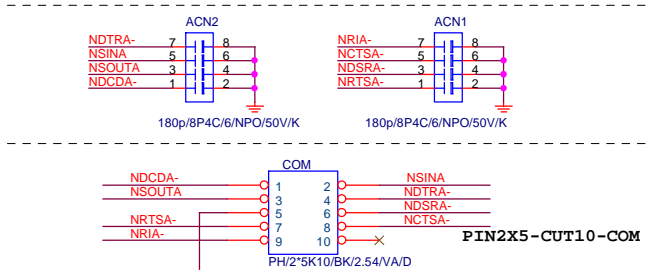 ACN2
NDTRA- 7 8
NSINA 5 6
NSOUTA 3 4
NDCDA- 1 2
180p/8P4C/6/NPO/50V/K
ACN1
NRIA- 7 8
NCTSA- 5 6
NDSRA- 3 4
NRTSA- 1 2
180p/8P4C/6/NPO/50V/K
COM
NDCDA- 1 2 NSINA
NSOUTA 3 4 NDTRA-
5 6 NDSRA-
NRTSA- 7 8 NCTSA-
NRIA- 9 10
PIN2X5-CUT10-COM
PH/2*5K10/BK/2.54/VA/D